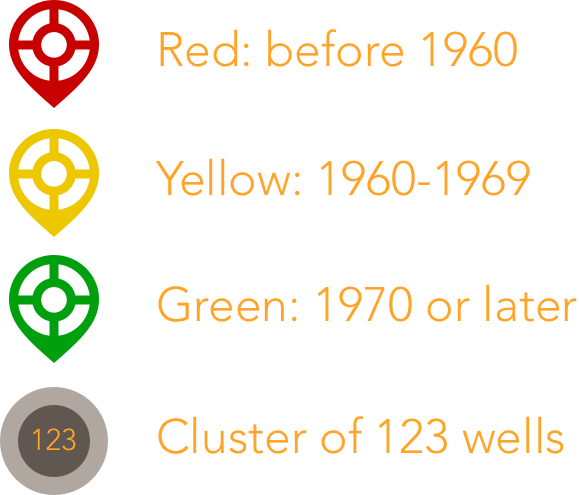 Red: before 1960
Yellow: 1960-1969
Green: 1970 or later
123
Cluster of 123 wells